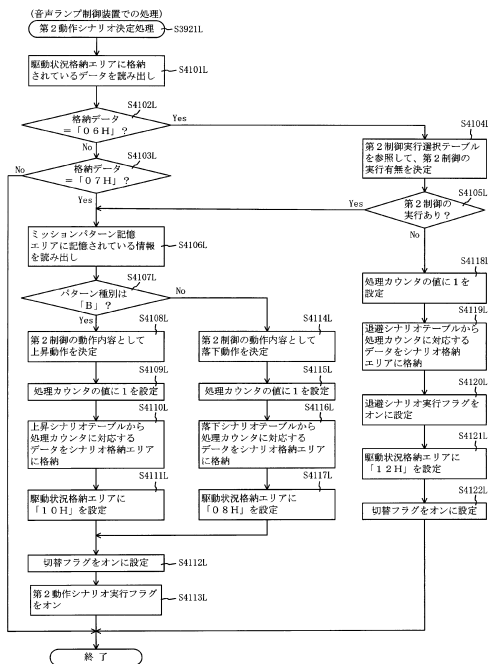 (音声ランプ制御装置での処理)
第2動作シナリオ決定処理
S3921L
駆動状況格納エリアに格納
されているデータを読み出し
S4101L
S4102L
格納データ
=「06H」?
Yes
No
S4103L
格納データ
=「07H」?
No
Yes
S4104L
第2制御実行選択テーブル
を参照して、第2制御の
実行有無を決定
S4105L
第2制御の
実行あり?
Yes
No
ミッションパターン記憶
エリアに記憶されている情報
を読み出し
S4106L
S4107L
パターン種別は
「B」?
No
Yes
S4108L
第2制御の動作内容として
上昇動作を決定
S4109L
処理カウンタの値に1を設定
S4110L
上昇シナリオテーブルから
処理カウンタに対応する
データをシナリオ格納エリア
に格納
S4111L
駆動状況格納エリアに
「10H」を設定
S4114L
第2制御の動作内容として
落下動作を決定
S4115L
処理カウンタの値に1を設定
S4116L
落下シナリオテーブルから
処理カウンタに対応する
データをシナリオ格納エリア
に格納
S4117L
駆動状況格納エリアに
「08H」を設定
S4118L
処理カウンタの値に1を
設定
S4119L
退避シナリオテーブルから
処理カウンタに対応する
データをシナリオ格納
エリアに格納
S4120L
退避シナリオ実行フラグを
オンに設定
S4121L
駆動状況格納エリアに
「12H」を設定
S4122L
切替フラグをオンに設定
切替フラグをオンに設定
S4112L
第2動作シナリオ実行フラグ
をオン
S4113L
終了